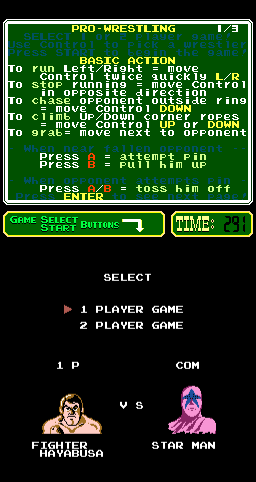 PRO-WRESTLING 1/3
BASIC ACTION
To run Left/Right = move
Control twice quickly L/R
To stop running = move Control
in opposite direction
To chase opponent outside ring
= move Control DOWN
To climb Up/Down corner ropes
= move Control UP or DOWN
To grab= move next to opponent
Press A = attempt pin
Press B = pull him up
Press A/B = toss him off
ENTER
GAME SELECT
START BUTTONS
TIME: 291
SELECT
1 PLAYER GAME
2 PLAYER GAME
1 P COM
V S
FIGHTER
HAYABUSA
STAR MAN